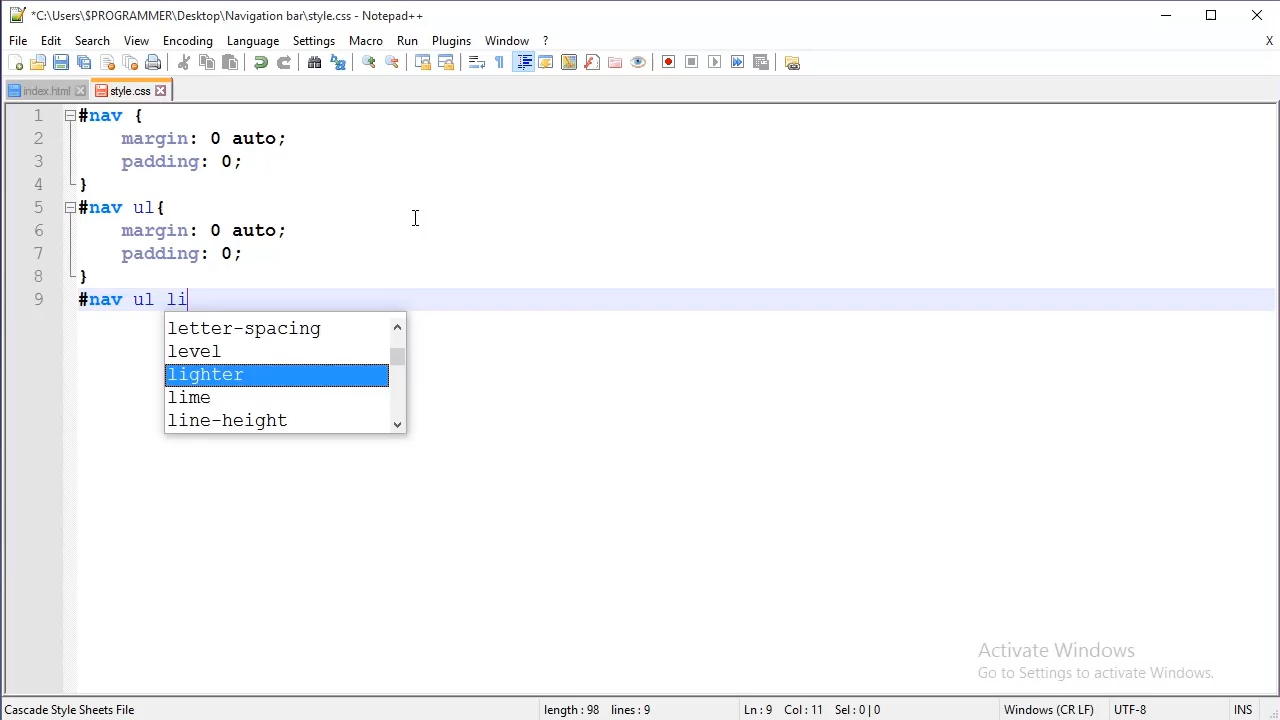 *C:\Users\$PROGRAMMER\Desktop\Navigation bar\style.css - Notepad++
File Edit Search View Encoding Language Settings Macro Run Plugins Window ? X
index.html style.css
1 #nav {
2 margin: 0 auto;
3 padding: 0;
4 }
5 #nav ul{
6 margin: 0 auto;
7 padding: 0;
8 }
9 #nav ul li
letter-spacing
level
lighter
lime
line-height
Activate Windows
Go to Settings to activate Windows.
Cascade Style Sheets File length : 98 lines : 9 Ln : 9 Col : 11 Sel : 0 | 0 Windows (CR LF) UTF-8 INS